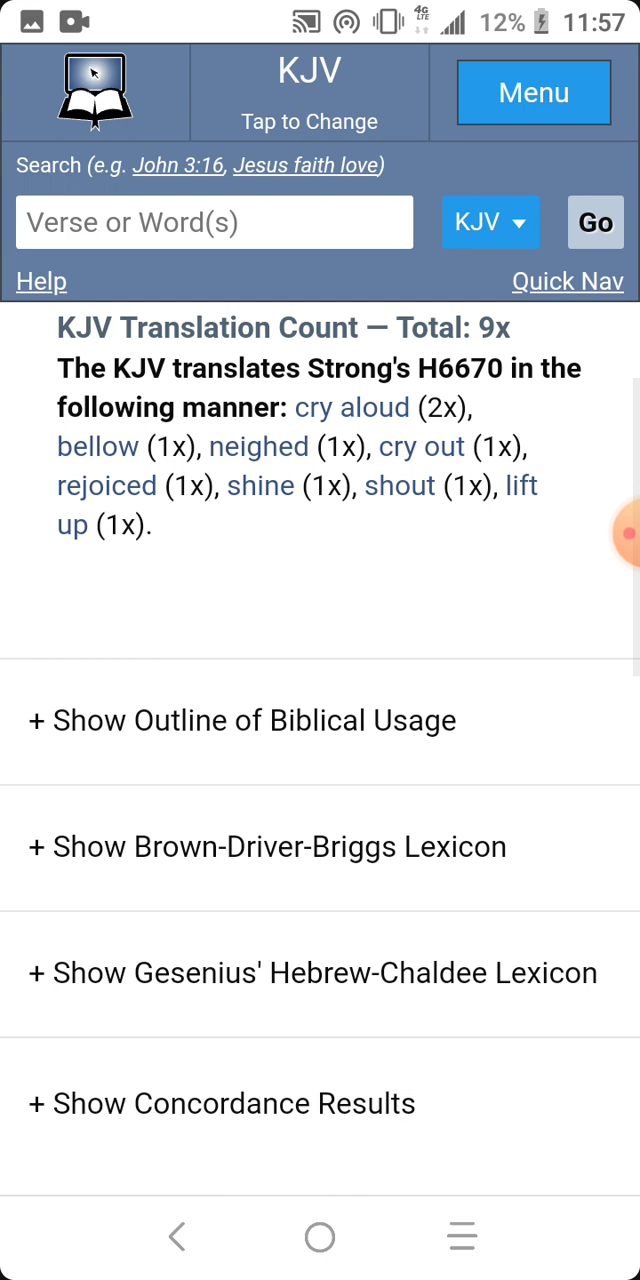 4G
LTE
12% 11:57
KJV
Tap to Change
Menu
Search (e.g. John 3:16, Jesus faith love)
Verse or Word(s)
KJV
Go
Help
Quick Nav
KJV Translation Count — Total: 9x
The KJV translates Strong's H6670 in the
following manner: cry aloud (2x),
bellow (1x), neighed (1x), cry out (1x),
rejoiced (1x), shine (1x), shout (1x), lift
up (1x).
+ Show Outline of Biblical Usage
+ Show Brown-Driver-Briggs Lexicon
+ Show Gesenius' Hebrew-Chaldee Lexicon
+ Show Concordance Results